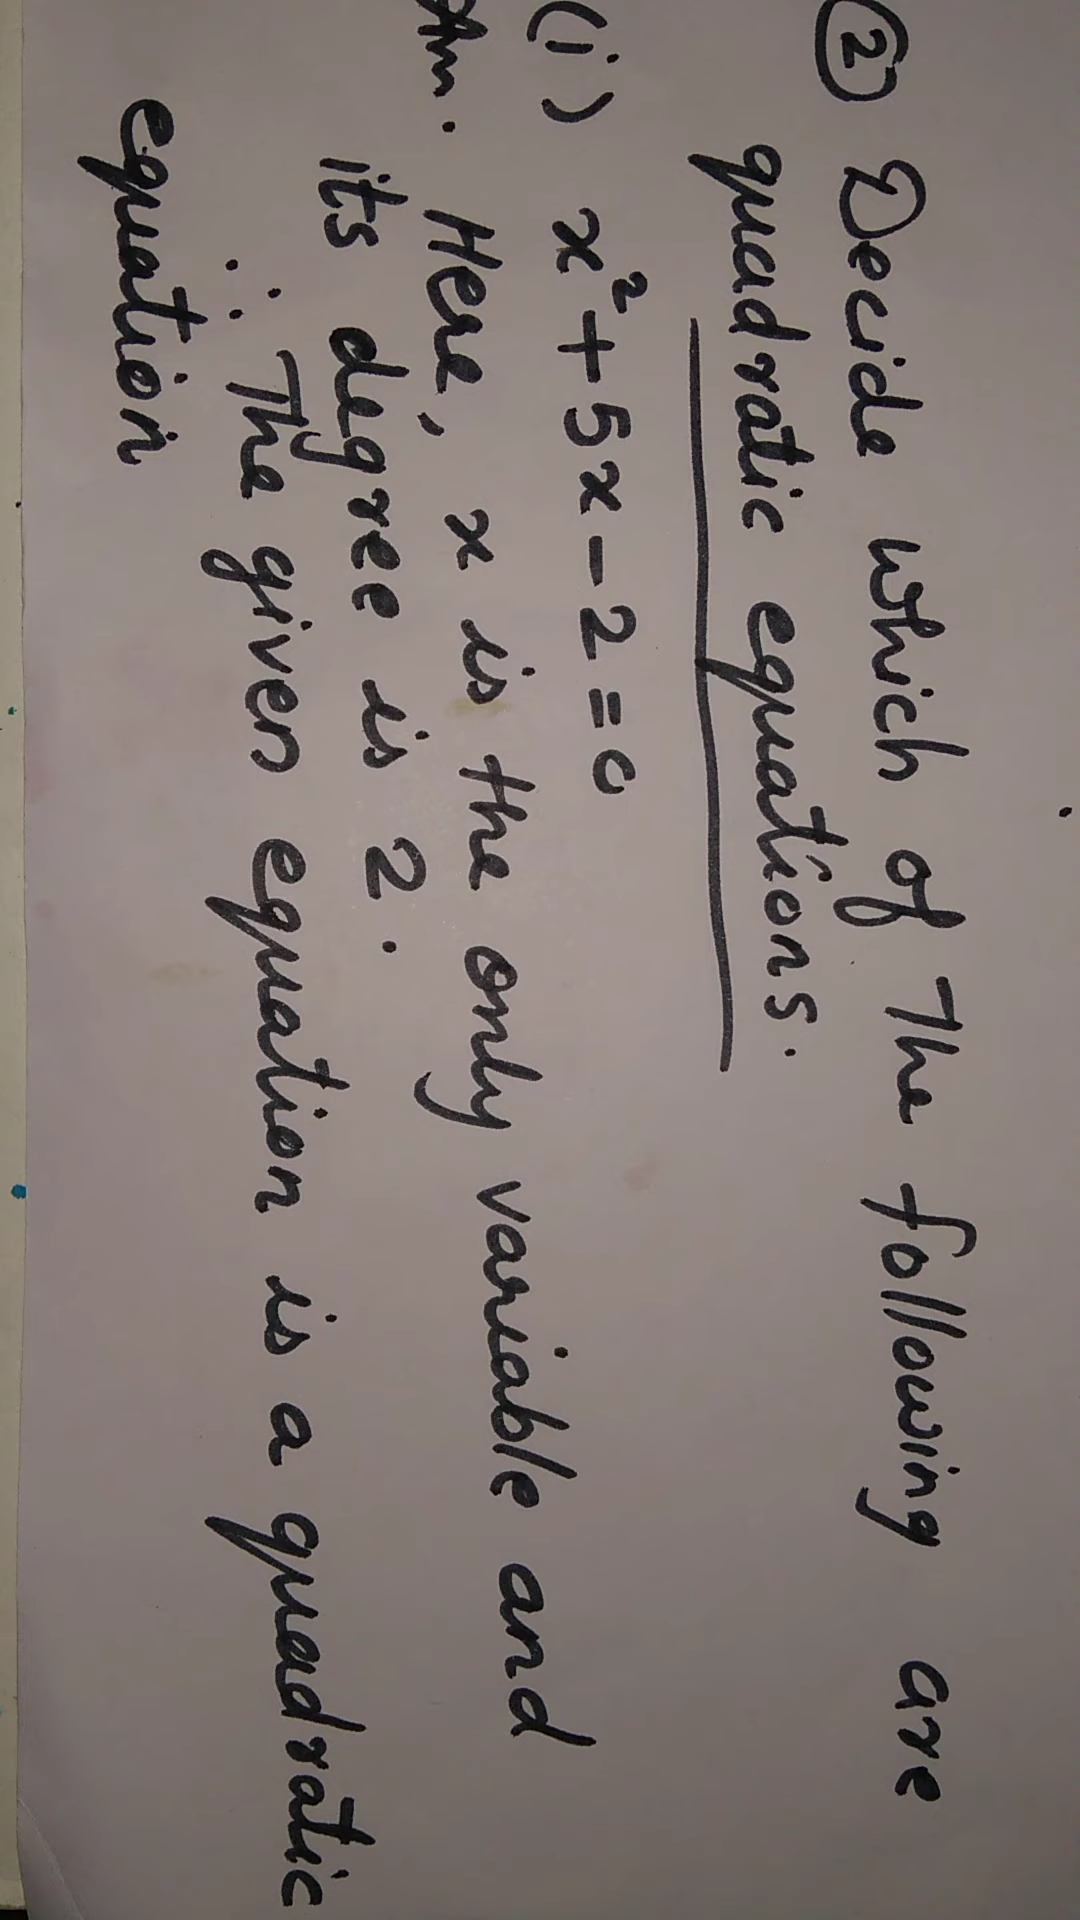 ② Decide which of the following are
quadratic equations.
(i) x² + 5x - 2 = 0
Ans. Here, x is the only variable and
its degree is 2.
∴ The given equation is a quadratic
equation